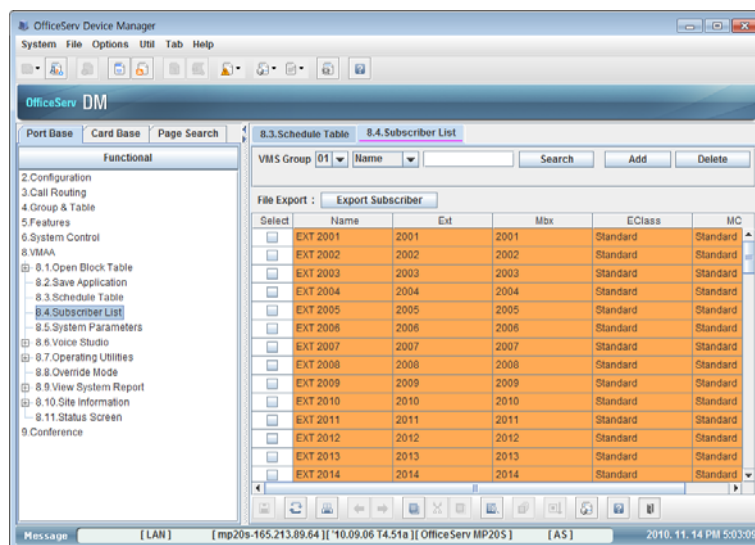 OfficeServ Device Manager
System File Options Util Tab Help
OfficeServ DM
Port Base Card Base Page Search
Functional
2.Configuration
3.Call Routing
4.Group & Table
5.Features
6.System Control
8.VMAA
8.1.Open Block Table
8.2.Save Application
8.3.Schedule Table
8.4.Subscriber List
8.5.System Parameters
8.6.Voice Studio
8.7.Operating Utilities
8.8.Override Mode
8.9.View System Report
8.10.Site Information
8.11.Status Screen
9.Conference
8.3.Schedule Table 8.4.Subscriber List
VMS Group 01 Name Search Add Delete
File Export : Export Subscriber
Select Name Ext Mbx EClass MC
EXT 2001 2001 2001 Standard Standard
EXT 2002 2002 2002 Standard Standard
EXT 2003 2003 2003 Standard Standard
EXT 2004 2004 2004 Standard Standard
EXT 2005 2005 2005 Standard Standard
EXT 2006 2006 2006 Standard Standard
EXT 2007 2007 2007 Standard Standard
EXT 2008 2008 2008 Standard Standard
EXT 2009 2009 2009 Standard Standard
EXT 2010 2010 2010 Standard Standard
EXT 2011 2011 2011 Standard Standard
EXT 2012 2012 2012 Standard Standard
EXT 2013 2013 2013 Standard Standard
EXT 2014 2014 2014 Standard Standard
Message [ LAN ] [ mp20s-165.213.89.64 ][ '10.09.06 T4.51a ][ OfficeServ MP20S ] [ AS ] 2010. 11. 14 PM 5:03: